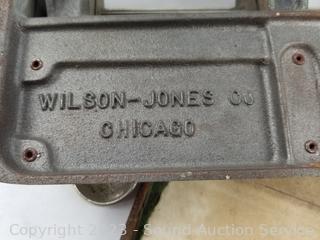 WILSON-JONES CO
CHICAGO
Copyright 2023 - Sound Auction Service